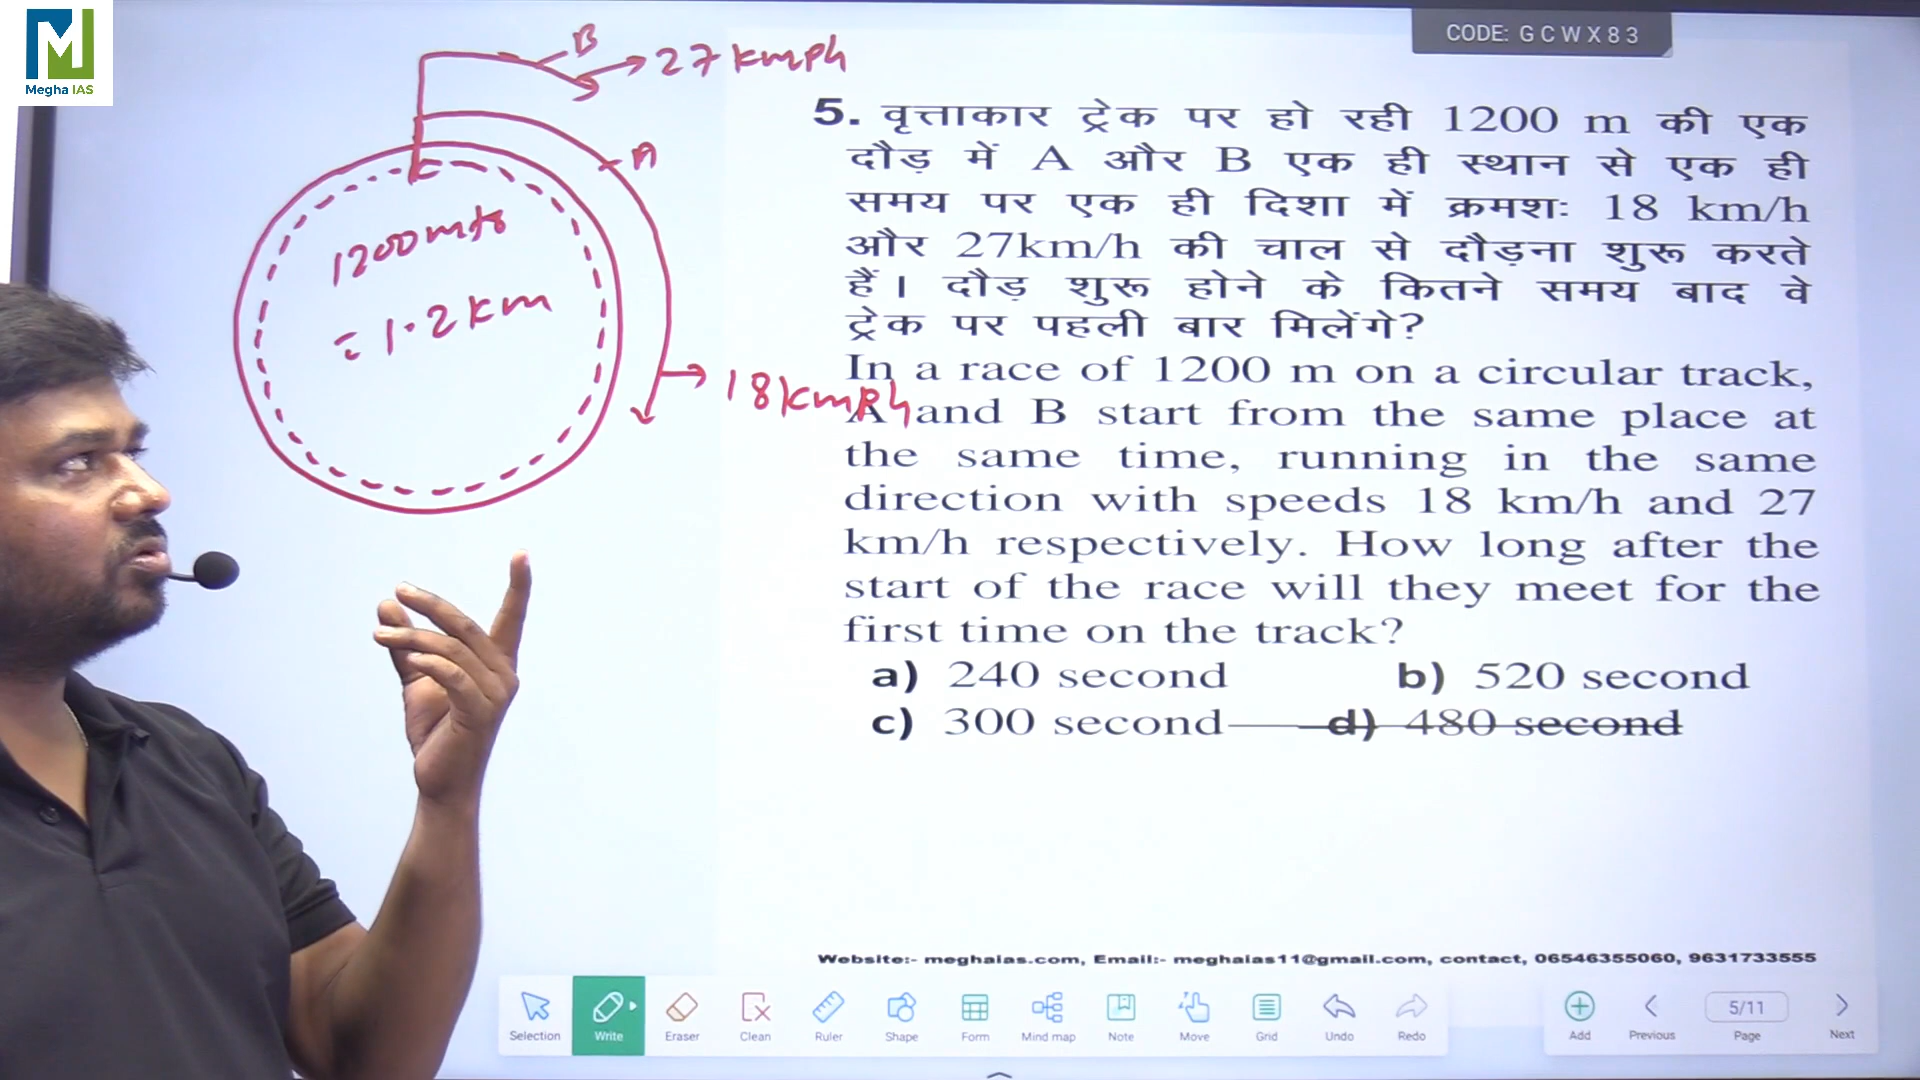 Megha IAS
CODE: GCWX83
B
27 kmph
A
1200 mts
= 1.2 km
18 kmph
5. वृत्ताकार ट्रेक पर हो रही 1200 m की एक
दौड़ में A और B एक ही स्थान से एक ही
समय पर एक ही दिशा में क्रमशः 18 km/h
और 27km/h की चाल से दौड़ना शुरू करते
हैं। दौड़ शुरू होने के कितने समय बाद वे
ट्रेक पर पहली बार मिलेंगे?
In a race of 1200 m on a circular track,
A and B start from the same place at
the same time, running in the same
direction with speeds 18 km/h and 27
km/h respectively. How long after the
start of the race will they meet for the
first time on the track?
a) 240 second b) 520 second
c) 300 second d) 480 second
Website:- meghaias.com, Email:- meghaias11@gmail.com, contact, 06546355060, 9631733555
Selection Write Eraser Clean Ruler Shape Form Mind map Note Move Grid Undo Redo
5/11
Add Previous Page Next